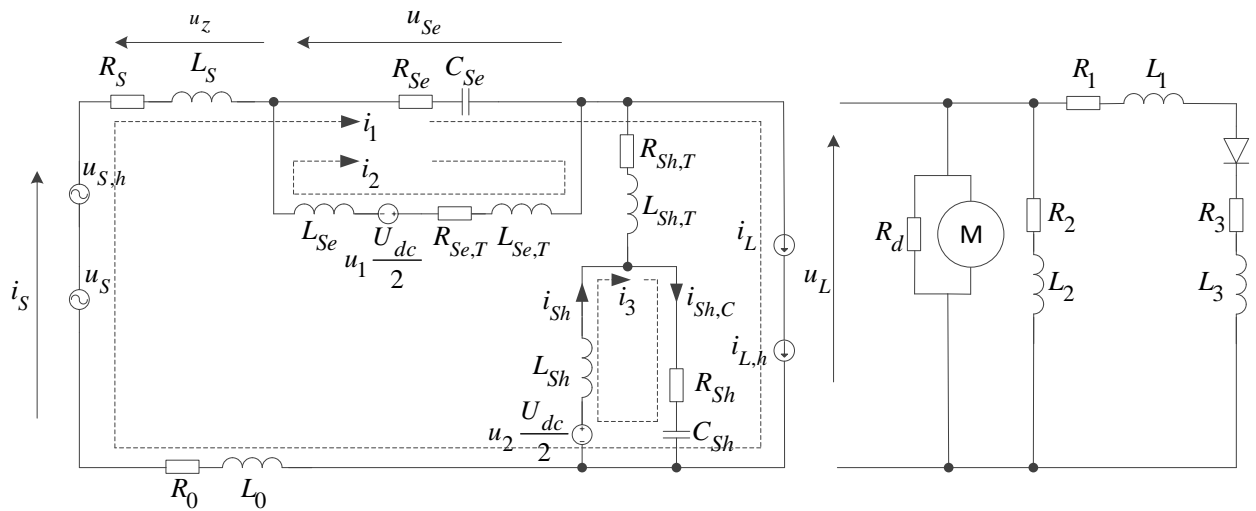 u_z
u_Se
R_S
L_S
R_Se
C_Se
R_1
L_1
i_1
u_S,h
i_2
R_Sh,T
L_Sh,T
L_Se
u_1 U_dc/2
R_Se,T
L_Se,T
R_d
M
R_2
R_3
i_L
i_S
u_S
u_L
i_Sh
i_3
i_Sh,C
L_2
L_3
i_L,h
L_Sh
R_Sh
u_2 U_dc/2
C_Sh
R_0
L_0